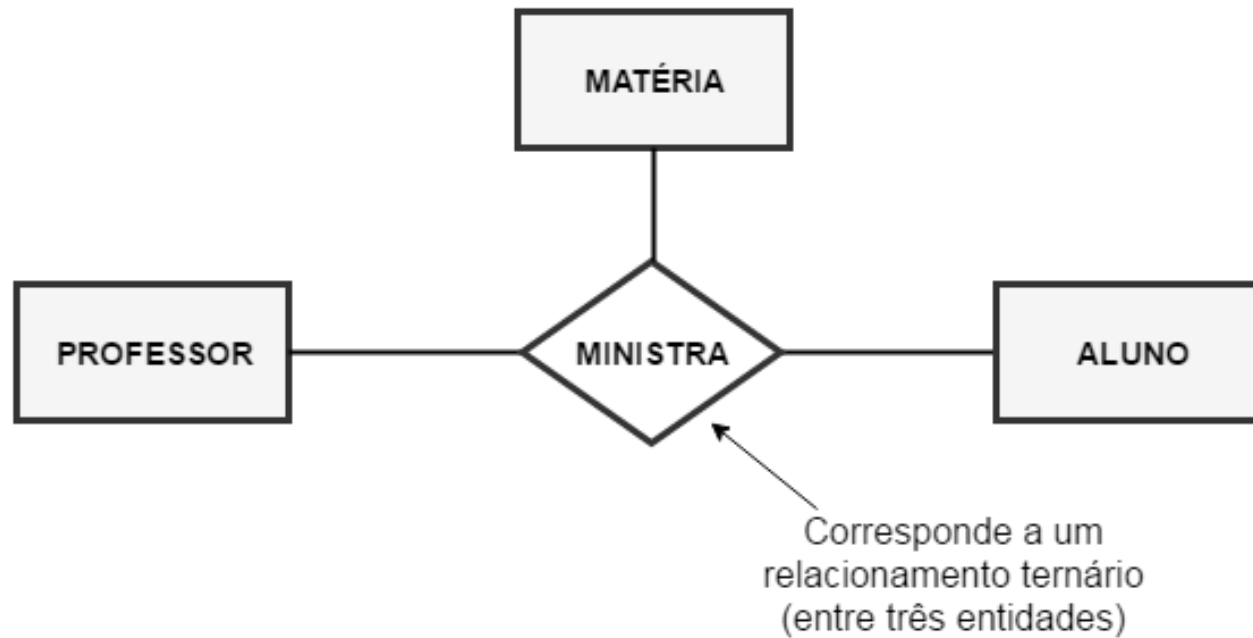 MATÉRIA
PROFESSOR
MINISTRA
ALUNO
Corresponde a um
relacionamento ternário
(entre três entidades)